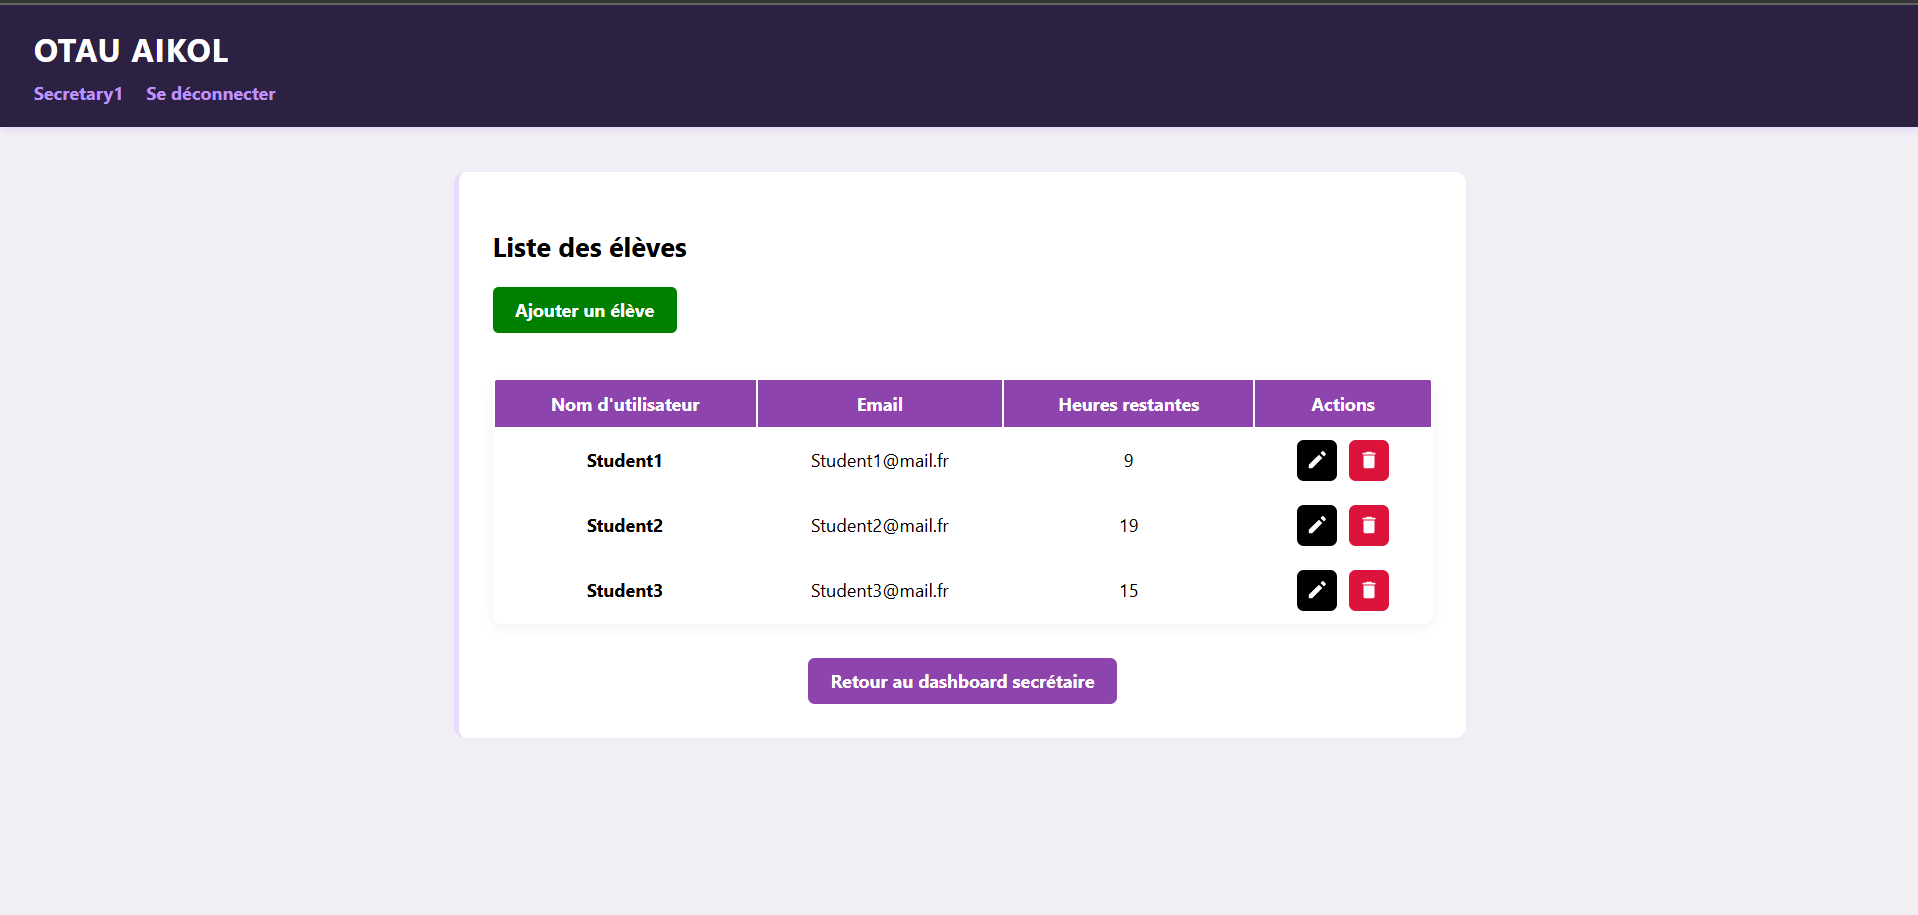 OTAU AIKOL
Secretary1 Se déconnecter
Liste des élèves
Ajouter un élève
Nom d'utilisateur Email Heures restantes Actions
Student1 Student1@mail.fr 9
Student2 Student2@mail.fr 19
Student3 Student3@mail.fr 15
Retour au dashboard secrétaire